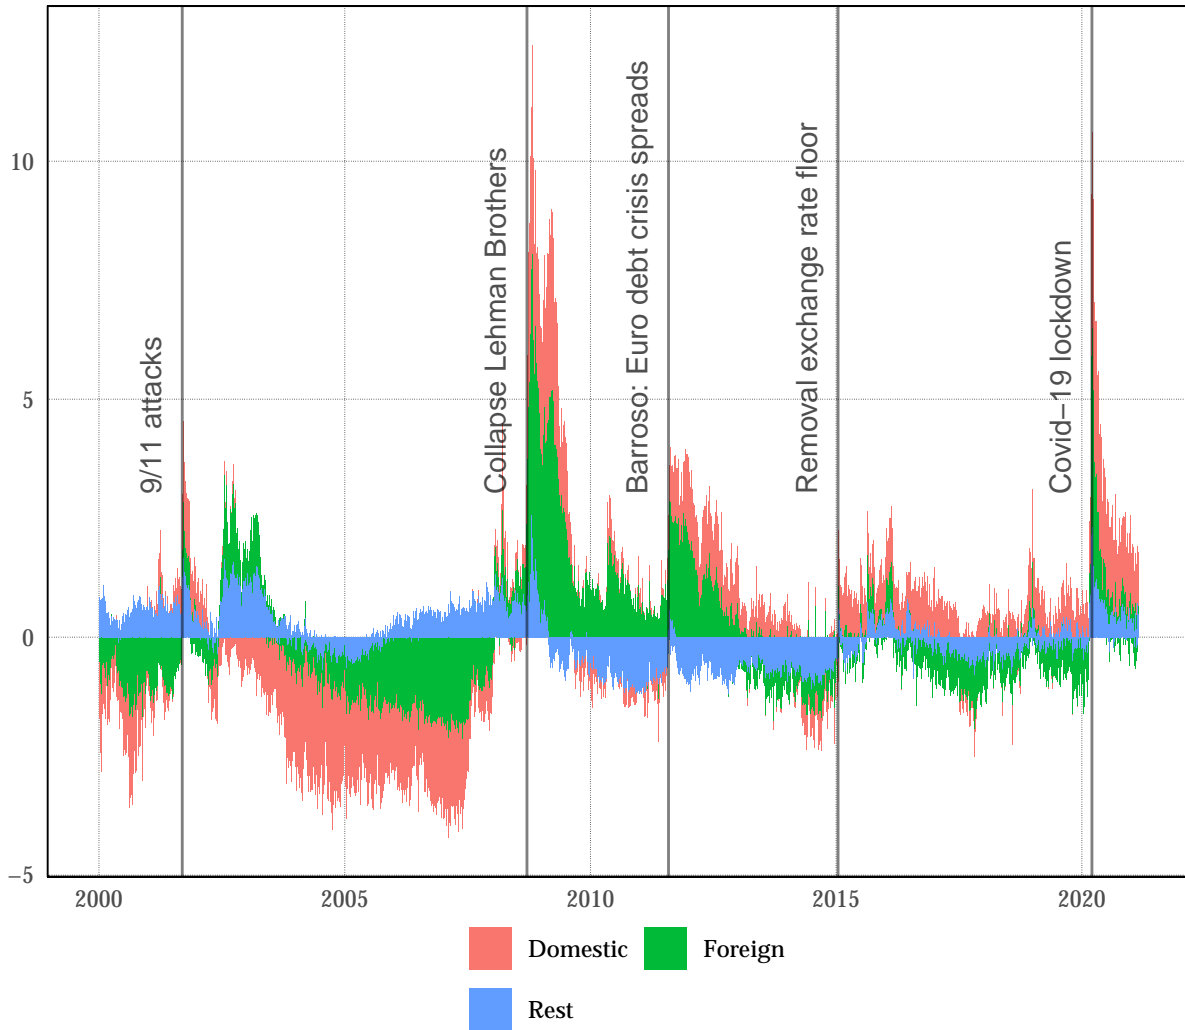 10
5
0
−5
9/11 attacks
Collapse Lehman Brothers
Barroso: Euro debt crisis spreads
Removal exchange rate floor
Covid−19 lockdown
2000 2005 2010 2015 2020
Domestic Foreign
Rest